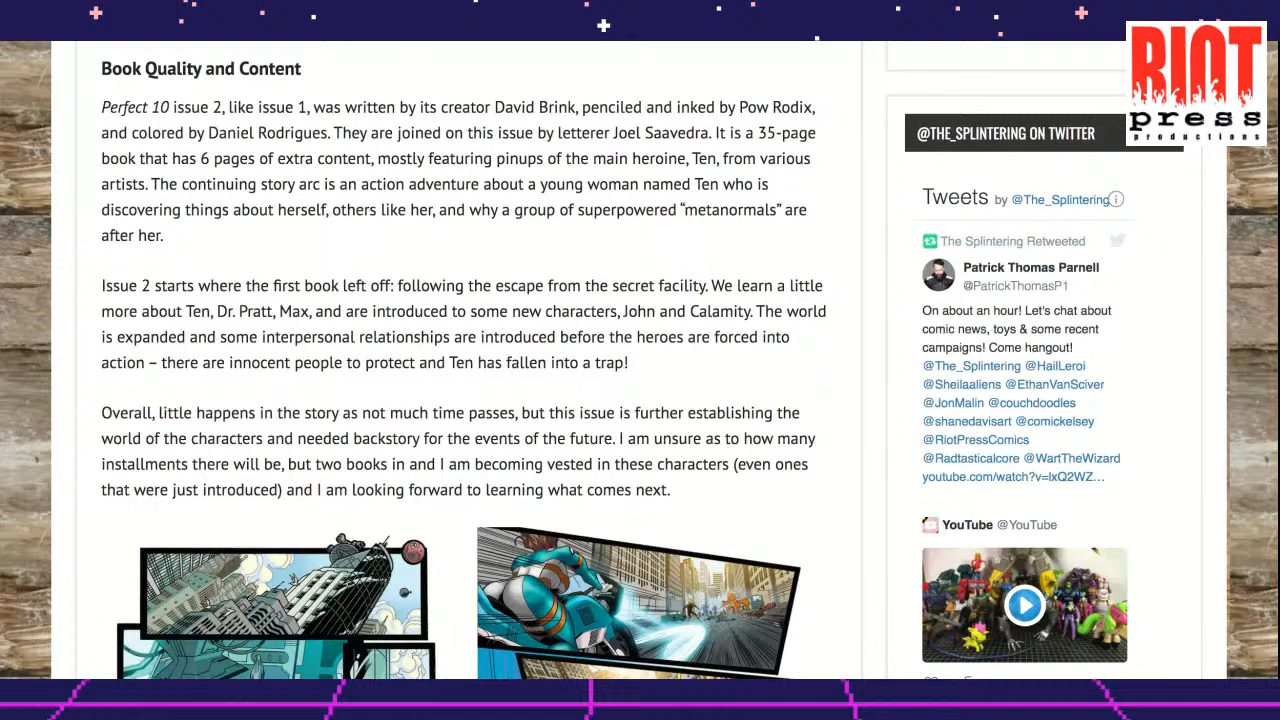 Book Quality and Content
Perfect 10 issue 2, like issue 1, was written by its creator David Brink, penciled and inked by Pow Rodix,
and colored by Daniel Rodrigues. They are joined on this issue by letterer Joel Saavedra. It is a 35-page
book that has 6 pages of extra content, mostly featuring pinups of the main heroine, Ten, from various
artists. The continuing story arc is an action adventure about a young woman named Ten who is
discovering things about herself, others like her, and why a group of superpowered “metanormals” are
after her.
Issue 2 starts where the first book left off: following the escape from the secret facility. We learn a little
more about Ten, Dr. Pratt, Max, and are introduced to some new characters, John and Calamity. The world
is expanded and some interpersonal relationships are introduced before the heroes are forced into
action – there are innocent people to protect and Ten has fallen into a trap!
Overall, little happens in the story as not much time passes, but this issue is further establishing the
world of the characters and needed backstory for the events of the future. I am unsure as to how many
installments there will be, but two books in and I am becoming vested in these characters (even ones
that were just introduced) and I am looking forward to learning what comes next.
RIOT
press
productions
@THE_SPLINTERING ON TWITTER
Tweets by @The_Splintering
The Splintering Retweeted
Patrick Thomas Parnell
@PatrickThomasP1
On about an hour! Let's chat about
comic news, toys & some recent
campaigns! Come hangout!
@The_Splintering @HailLeroi
@Sheilaaliens @EthanVanSciver
@JonMalin @couchdoodles
@shanedavisart @comickelsey
@RiotPressComics
@Radtasticalcore @WartTheWizard
youtube.com/watch?v=lxQ2WZ…
YouTube @YouTube